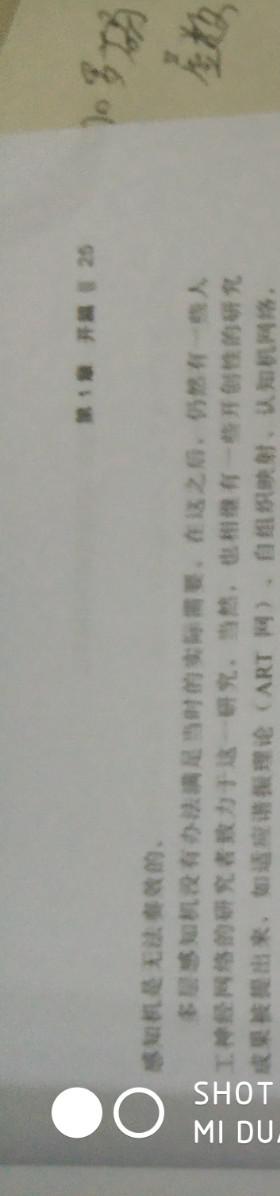 第1章 开篇 25
感知机是无法奏效的。
多层感知机没有办法满足当时的实际需要，在这之后，仍然有一些人
工神经网络的研究者致力于这一研究，当然，也相继有一些开创性的研究
成果被提出来，如适应谐振理论（ART 网）、自组织映射、认知机网络，
SHOT
MI DUA